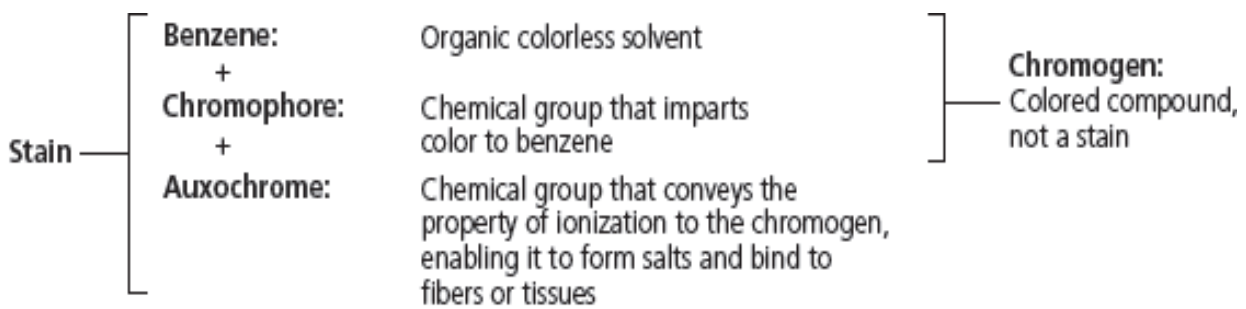 Benzene: Organic colorless solvent
+
Chromophore: Chemical group that imparts
color to benzene
+
Auxochrome: Chemical group that conveys the
property of ionization to the chromogen,
enabling it to form salts and bind to
fibers or tissues
Stain
Chromogen:
Colored compound,
not a stain